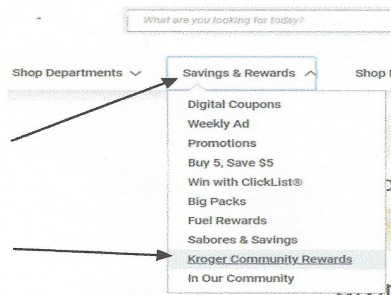 What are you looking for today?
Shop Departments Savings & Rewards Shop
Digital Coupons
Weekly Ad
Promotions
Buy 5, Save $5
Win with ClickList®
Big Packs
Fuel Rewards
Sabores & Savings
Kroger Community Rewards
In Our Community